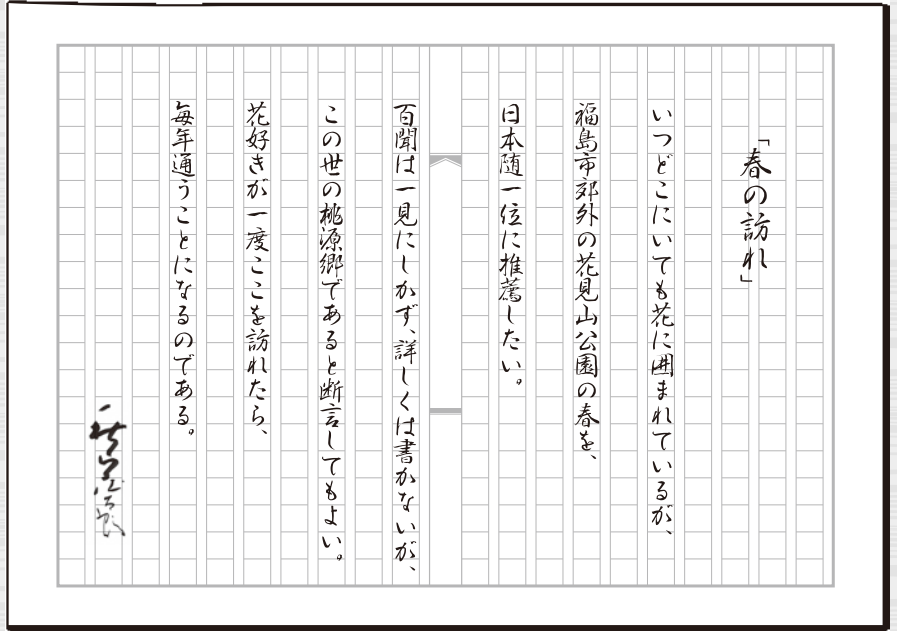 「春の訪れ」
いつどこにいても花に囲まれているが、
福島市郊外の花見山公園の春を、
日本随一位に推薦したい。
百聞は一見にしかず、詳しくは書かないが、
この世の桃源郷であると断言してもよい。
花好きが一度ここを訪れたら、
毎年通うことになるのである。